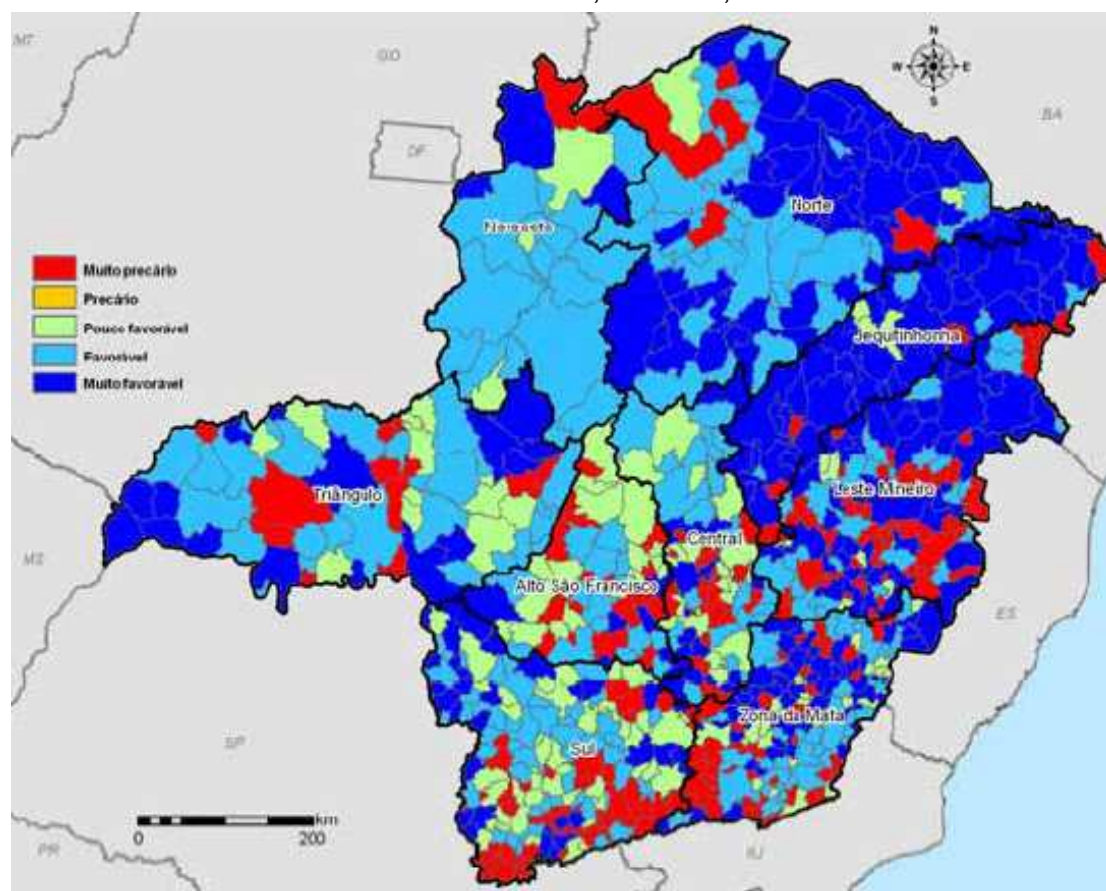 MT
GO
N
W E
S
BA
DF
Norte
Noroeste
Muito precário
Precário
Pouco favorável
Favorável
Muito favorável
Jequitinhonha
Triângulo
Leste Mineiro
Central
MS
Alto São Francisco
ES
Zona da Mata
SP
Sul
km
0 200
PR
RJ